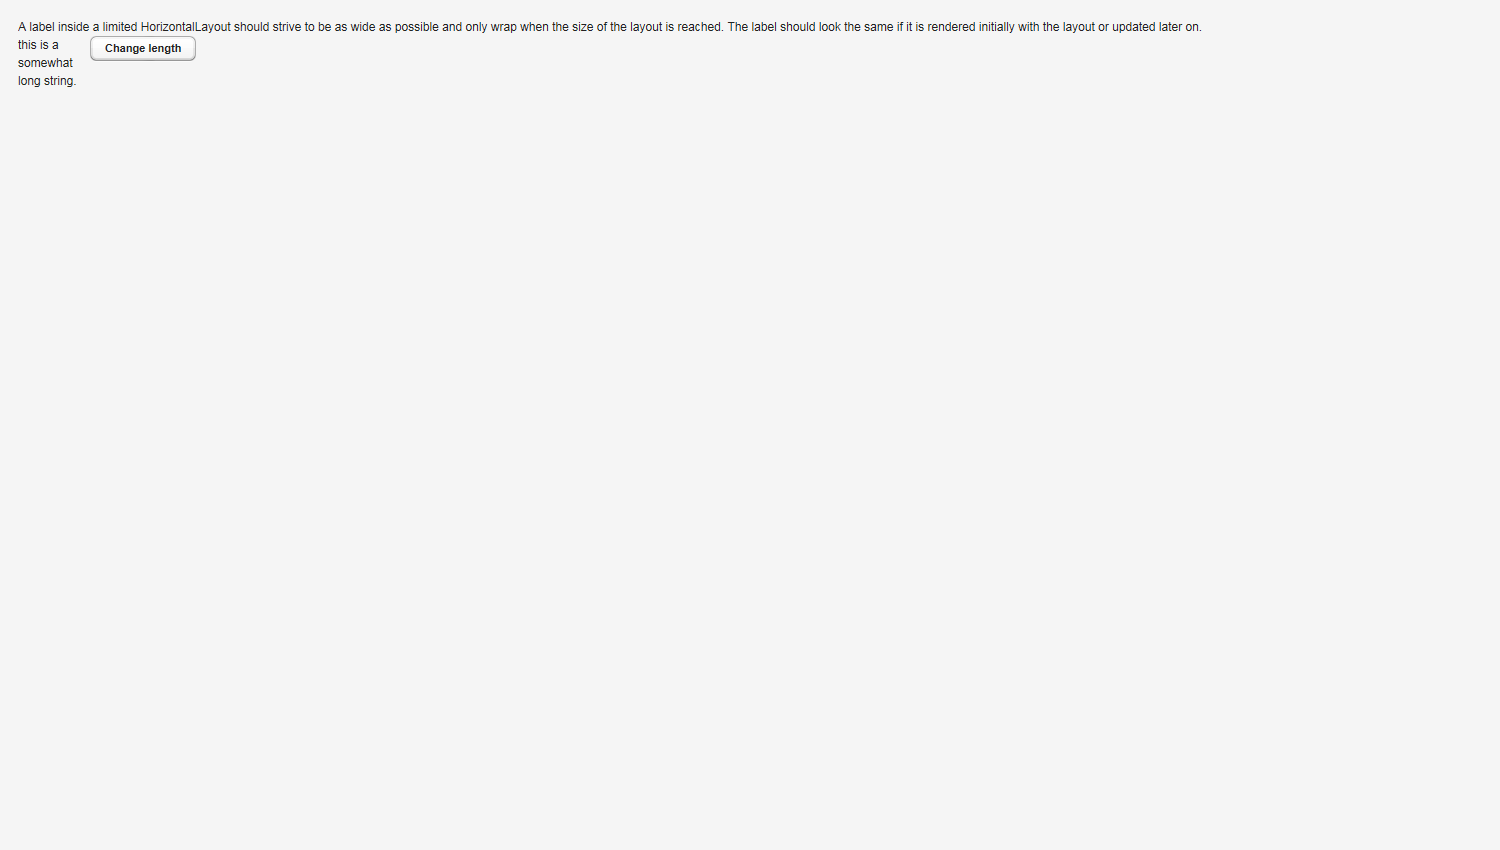 A label inside a limited HorizontalLayout should strive to be as wide as possible and only wrap when the size of the layout is reached. The label should look the same if it is rendered initially with the layout or updated later on.
this is a
somewhat
long string.
Change length